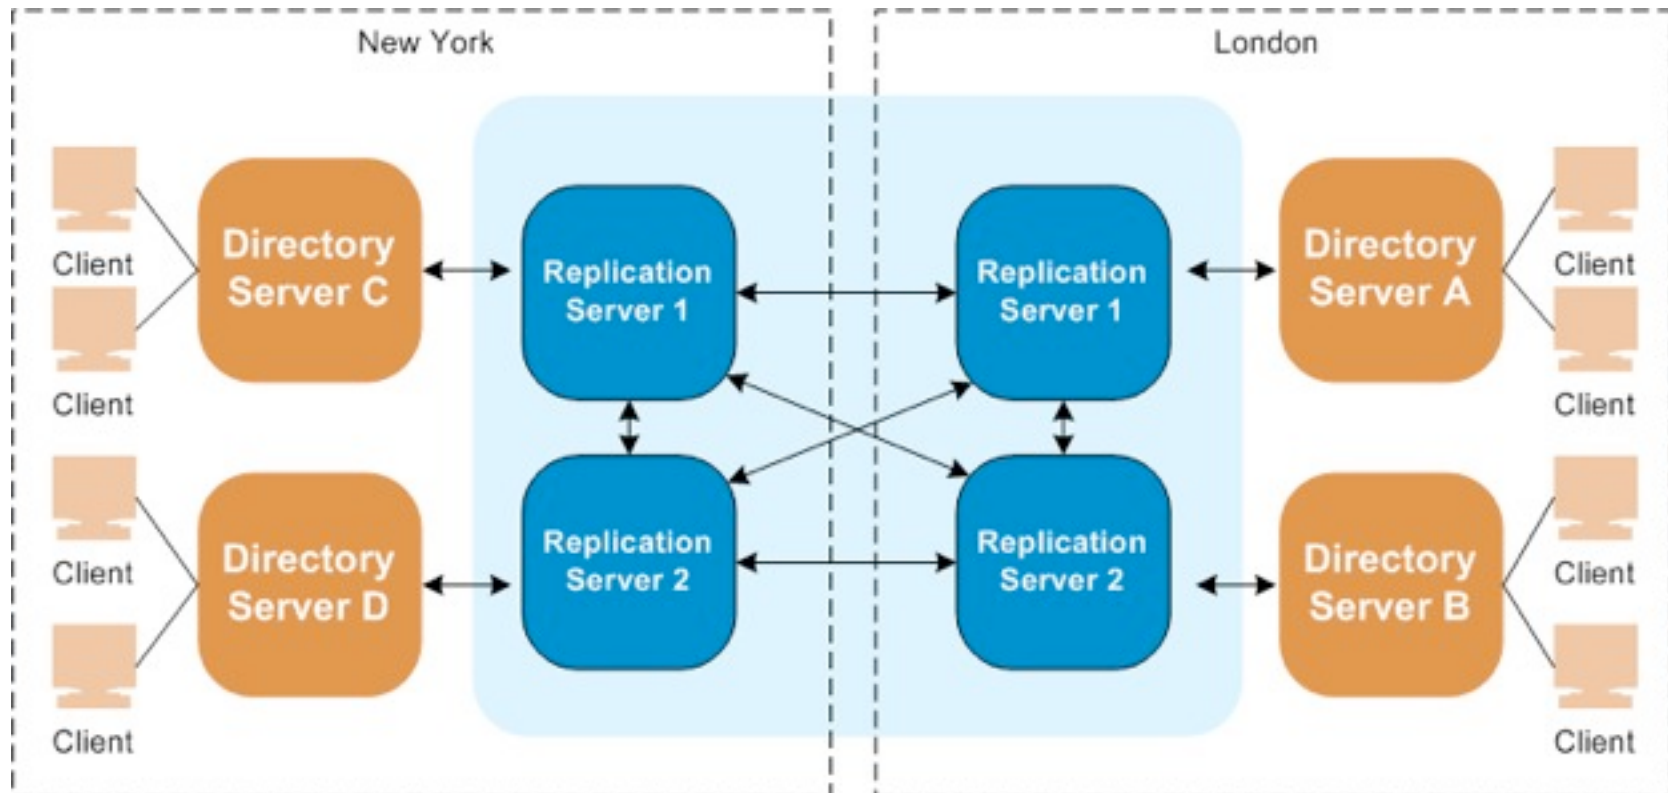 New York
London
Client
Client
Client
Client
Directory
Server C
Directory
Server D
Replication
Server 1
Replication
Server 2
Replication
Server 1
Replication
Server 2
Directory
Server A
Directory
Server B
Client
Client
Client
Client